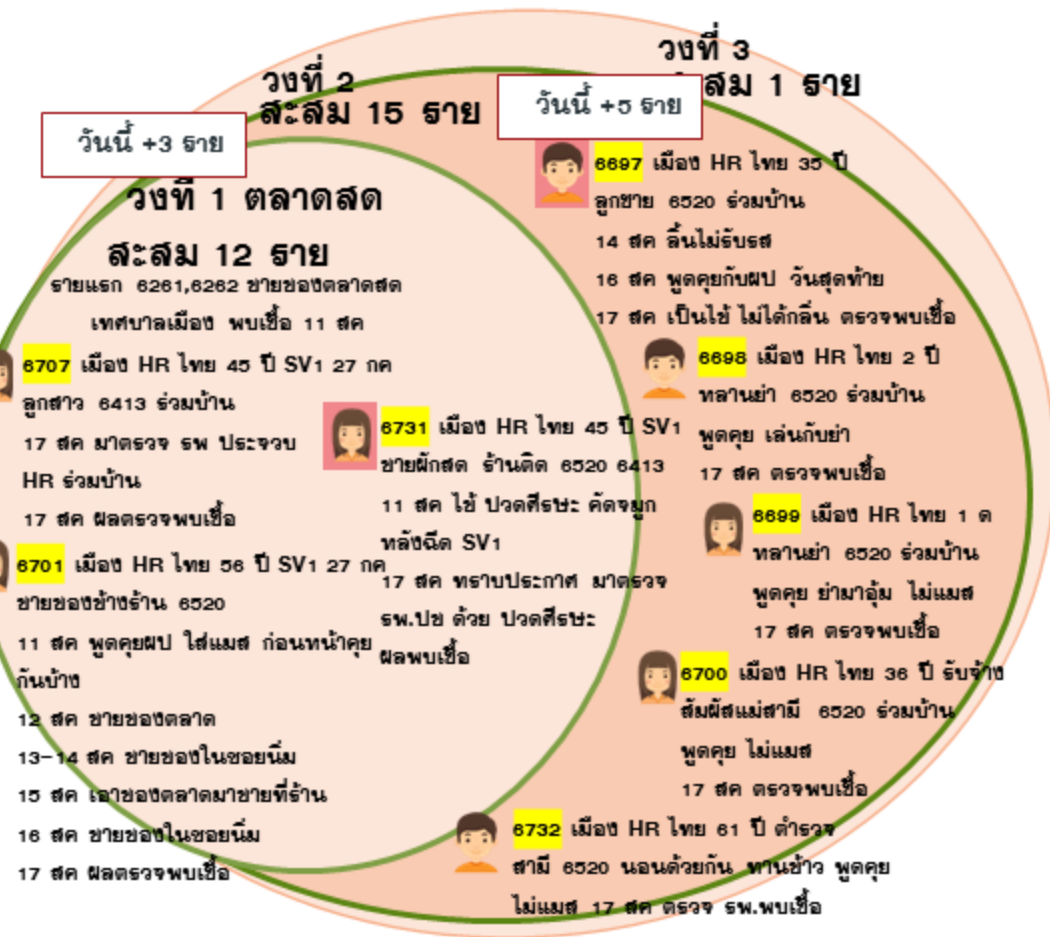 วงที่ 3
สม 1 ราย
วงที่ 2
สะสม 15 ราย
วันนี้ +5 ราย
วันนี้ +3 ราย
วงที่ 1 ตลาดสด
สะสม 12 ราย
รายแรก 6261,6262 ขายของตลาดสด
เทศบาลเมือง พบเชื้อ 11 สค
6707 เมือง HR ไทย 45 ปี SV1 27 กค
ลูกสาว 6413 ร่วมบ้าน
17 สค มาตรวจ รพ ประจวบ
HR ร่วมบ้าน
17 สค ผลตรวจพบเชื้อ
6701 เมือง HR ไทย 56 ปี SV1 27 กค
ขายของข้างร้าน 6520
11 สค พูดคุยผป ใส่แมส ก่อนหน้าคุย
กันบ้าง
12 สค ขายของตลาด
13-14 สค ขายของในซอยนิ่ม
15 สค เอาของตลาดมาขายที่ร้าน
16 สค ขายของในซอยนิ่ม
17 สค ผลตรวจพบเชื้อ
6731 เมือง HR ไทย 45 ปี SV1
ขายผักสด ร้านติด 6520 6413
11 สค ไข้ ปวดศีรษะ คัดจมูก
หลังฉีด SV1
17 สค ทราบประกาศ มาตรวจ
รพ.ปข ด้วย ปวดศีรษะ
ผลพบเชื้อ
6697 เมือง HR ไทย 35 ปี
ลูกชาย 6520 ร่วมบ้าน
14 สค ลิ้นไม่รับรส
16 สค พูดคุยกับผป วันสุดท้าย
17 สค เป็นไข้ ไม่ได้กลิ่น ตรวจพบเชื้อ
6698 เมือง HR ไทย 2 ปี
หลานย่า 6520 ร่วมบ้าน
พูดคุย เล่นกับย่า
17 สค ตรวจพบเชื้อ
6699 เมือง HR ไทย 1 ด
หลานย่า 6520 ร่วมบ้าน
พูดคุย ย่ามาอุ้ม ไม่แมส
17 สค ตรวจพบเชื้อ
6700 เมือง HR ไทย 36 ปี รับจ้าง
สัมผัสแม่สามี 6520 ร่วมบ้าน
พูดคุย ไม่แมส
17 สค ตรวจพบเชื้อ
6732 เมือง HR ไทย 61 ปี ตำรวจ
สามี 6520 นอนด้วยกัน ทานข้าว พูดคุย
ไม่แมส 17 สค ตรวจ รพ.พบเชื้อ